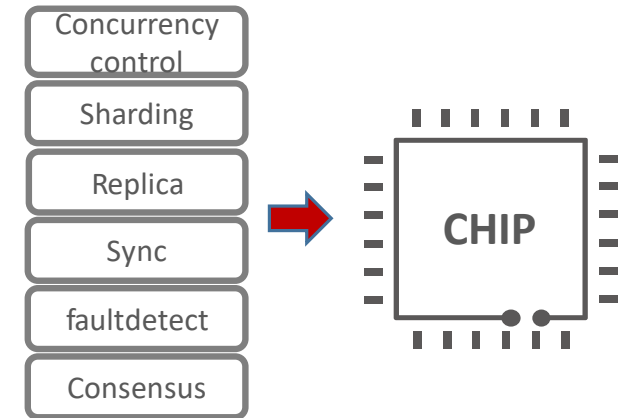 Concurrency
control
Sharding
Replica
Sync
faultdetect
Consensus
CHIP